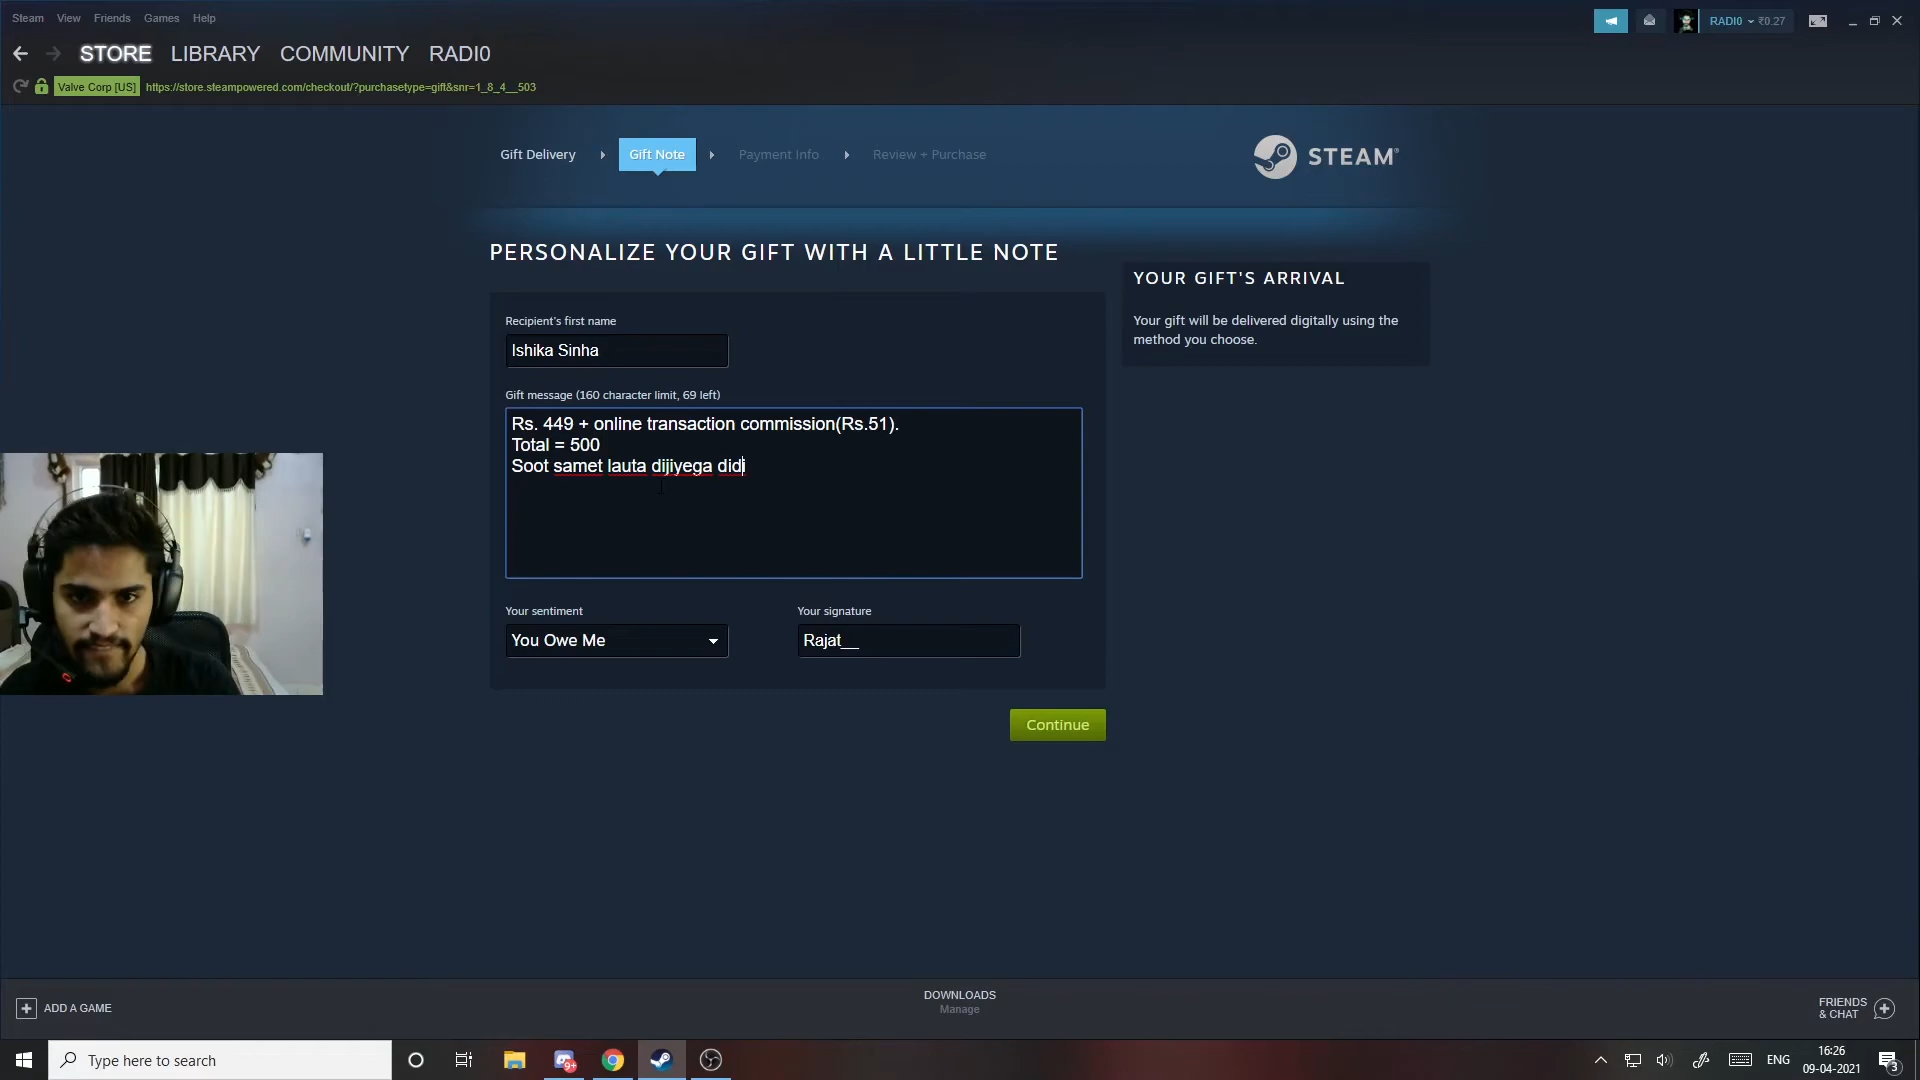 Steam View Friends Games Help
RADI0 ₹0.27
STORE LIBRARY COMMUNITY RADI0
Valve Corp [US] https://store.steampowered.com/checkout/?purchasetype=gift&snr=1_8_4__503
Gift Delivery Gift Note Payment Info Review + Purchase
STEAM®
PERSONALIZE YOUR GIFT WITH A LITTLE NOTE
Recipient's first name
Ishika Sinha
Gift message (160 character limit, 69 left)
Rs. 449 + online transaction commission(Rs.51).
Total = 500
Soot samet lauta dijiyega didi
Your sentiment
You Owe Me
Your signature
Rajat__
Continue
YOUR GIFT'S ARRIVAL
Your gift will be delivered digitally using the
method you choose.
ADD A GAME
DOWNLOADS
Manage
FRIENDS
& CHAT
Type here to search
9+
ENG
16:26
09-04-2021
3